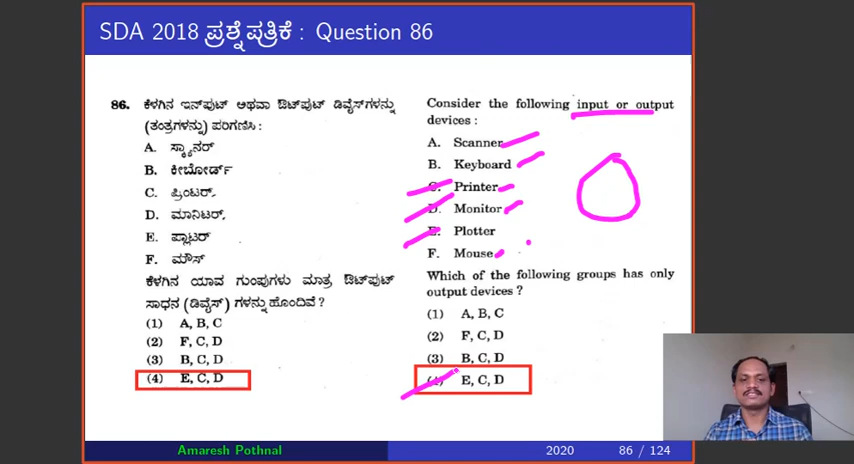 SDA 2018 ಪ್ರಶ್ನೆಪತ್ರಿಕೆ : Question 86
86. ಕೆಳಗಿನ ಇನ್‌ಪುಟ್ ಅಥವಾ ಔಟ್‌ಪುಟ್ ಡಿವೈಸ್‌ಗಳನ್ನು
(ತಂತ್ರಗಳನ್ನು) ಪರಿಗಣಿಸಿ :
A. ಸ್ಕ್ಯಾನರ್
B. ಕೀಬೋರ್ಡ್
C. ಪ್ರಿಂಟರ್
D. ಮಾನಿಟರ್
E. ಪ್ಲಾಟರ್
F. ಮೌಸ್
ಕೆಳಗಿನ ಯಾವ ಗುಂಪುಗಳು ಮಾತ್ರ ಔಟ್‌ಪುಟ್
ಸಾಧನ (ಡಿವೈಸ್) ಗಳನ್ನು ಹೊಂದಿವೆ ?
(1) A, B, C
(2) F, C, D
(3) B, C, D
(4) E, C, D
Consider the following input or output
devices :
A. Scanner
B. Keyboard
C. Printer
D. Monitor
E. Plotter
F. Mouse
Which of the following groups has only
output devices ?
(1) A, B, C
(2) F, C, D
(3) B, C, D
(4) E, C, D
Amaresh Pothnal
2020
86 / 124